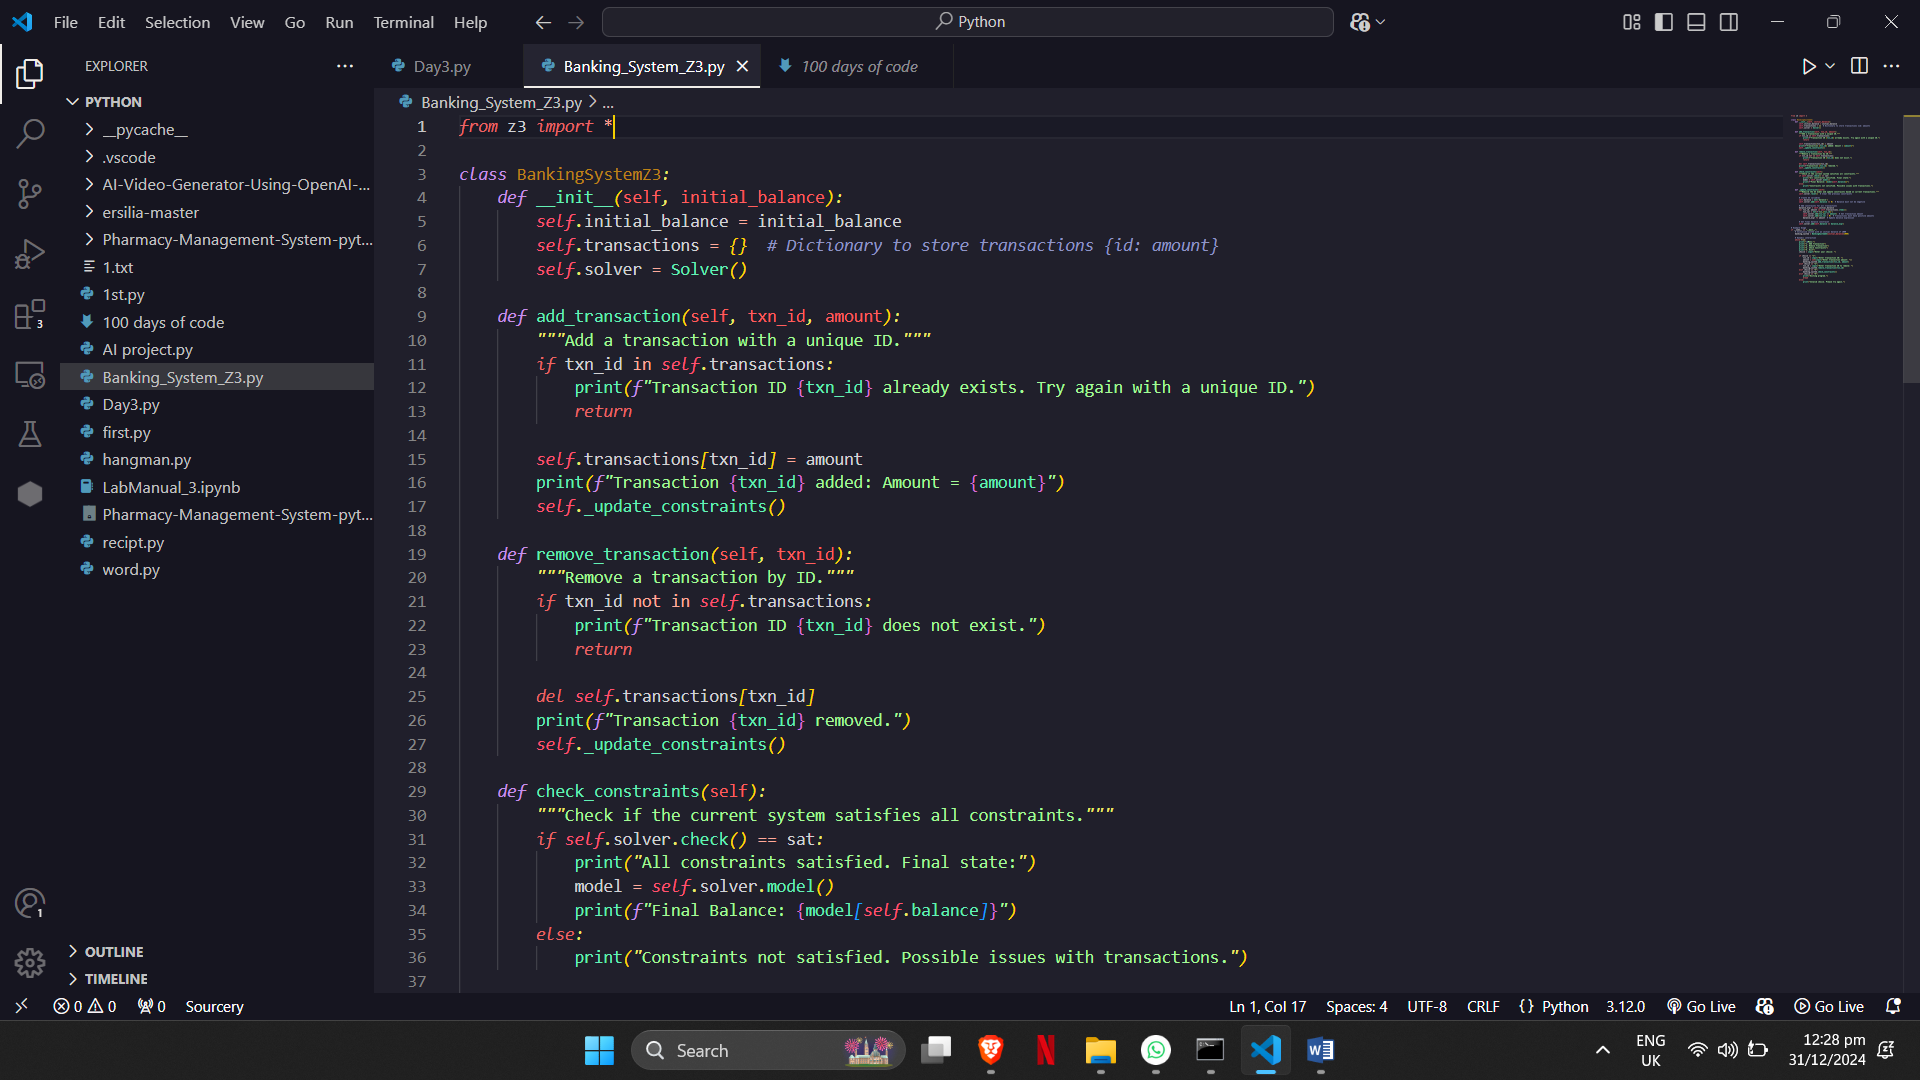 File Edit Selection View Go Run Terminal Help
Python
EXPLORER
PYTHON
__pycache__
.vscode
AI-Video-Generator-Using-OpenAI-...
ersilia-master
Pharmacy-Management-System-pyt...
1.txt
1st.py
100 days of code
AI project.py
Banking_System_Z3.py
Day3.py
first.py
hangman.py
LabManual_3.ipynb
Pharmacy-Management-System-pyt...
recipt.py
word.py
OUTLINE
TIMELINE
3
1
Day3.py Banking_System_Z3.py 100 days of code
Banking_System_Z3.py > ...
1 from z3 import *
2
3 class BankingSystemZ3:
4 def __init__(self, initial_balance):
5 self.initial_balance = initial_balance
6 self.transactions = {} # Dictionary to store transactions {id: amount}
7 self.solver = Solver()
8
9 def add_transaction(self, txn_id, amount):
10 """Add a transaction with a unique ID."""
11 if txn_id in self.transactions:
12 print(f"Transaction ID {txn_id} already exists. Try again with a unique ID.")
13 return
14
15 self.transactions[txn_id] = amount
16 print(f"Transaction {txn_id} added: Amount = {amount}")
17 self._update_constraints()
18
19 def remove_transaction(self, txn_id):
20 """Remove a transaction by ID."""
21 if txn_id not in self.transactions:
22 print(f"Transaction ID {txn_id} does not exist.")
23 return
24
25 del self.transactions[txn_id]
26 print(f"Transaction {txn_id} removed.")
27 self._update_constraints()
28
29 def check_constraints(self):
30 """Check if the current system satisfies all constraints."""
31 if self.solver.check() == sat:
32 print("All constraints satisfied. Final state:")
33 model = self.solver.model()
34 print(f"Final Balance: {model[self.balance]}")
35 else:
36 print("Constraints not satisfied. Possible issues with transactions.")
37
0 0 0 Sourcery
Ln 1, Col 17 Spaces: 4 UTF-8 CRLF {} Python 3.12.0 Go Live Go Live
Search
ENG
UK
12:28 pm
31/12/2024